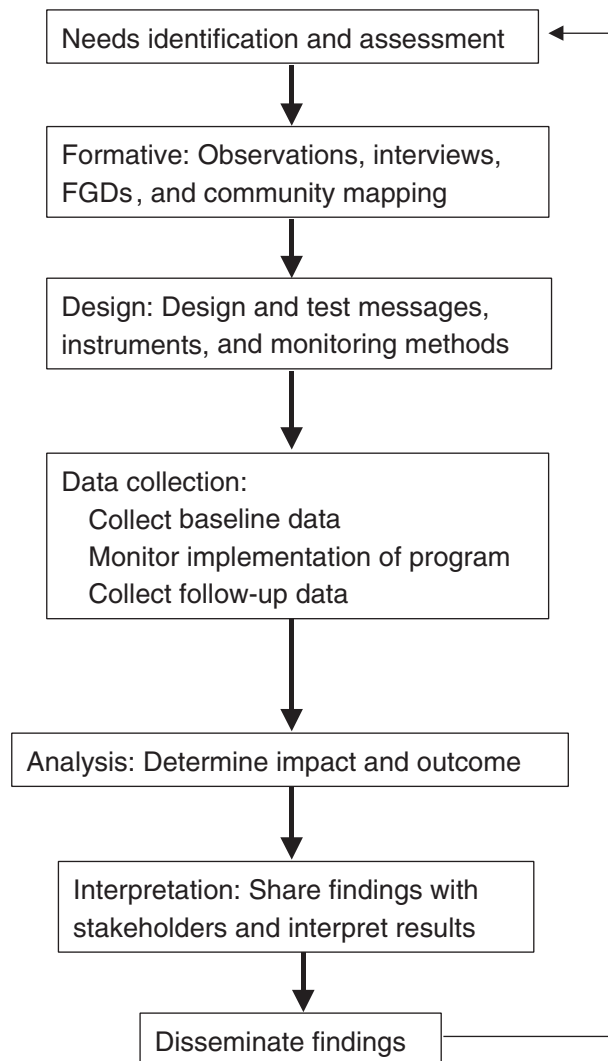 Needs identification and assessment
Formative: Observations, interviews,
FGDs, and community mapping
Design: Design and test messages,
instruments, and monitoring methods
Data collection:
Collect baseline data
Monitor implementation of program
Collect follow-up data
Analysis: Determine impact and outcome
Interpretation: Share findings with
stakeholders and interpret results
Disseminate findings